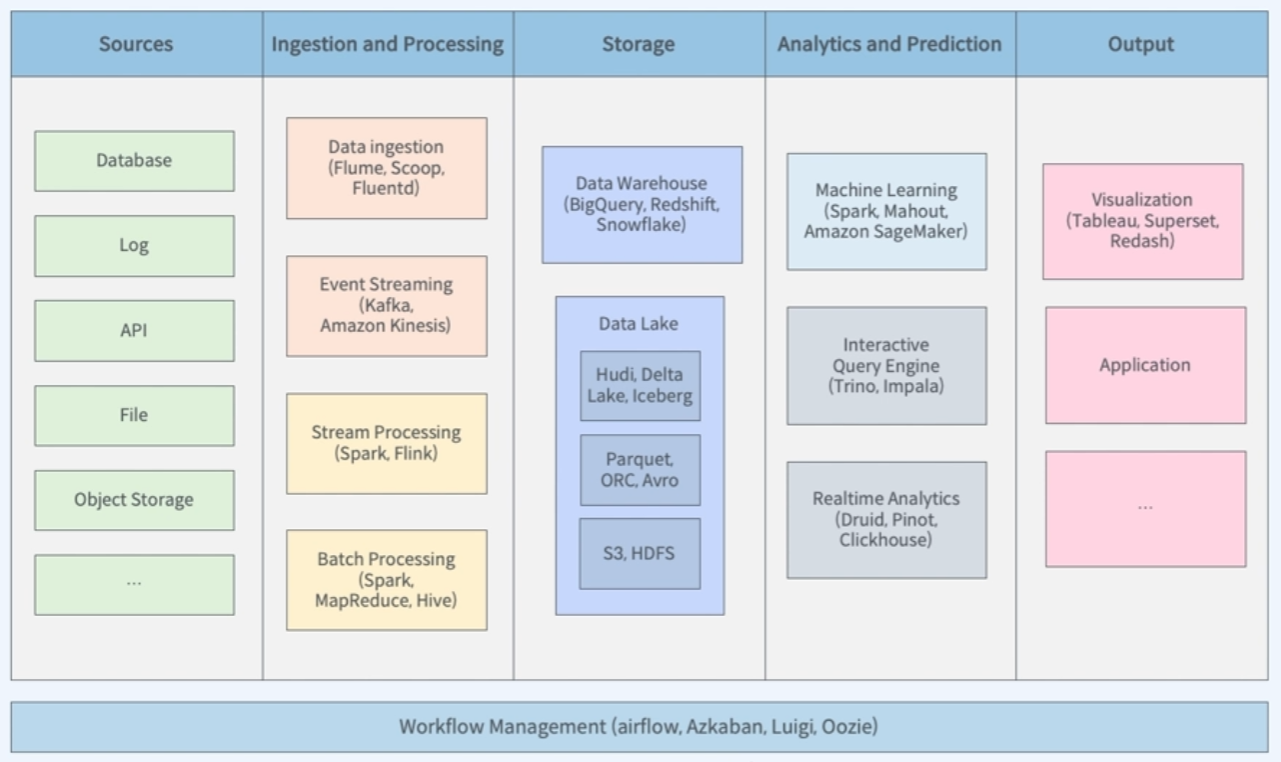 Sources
Ingestion and Processing
Storage
Analytics and Prediction
Output
Database
Log
API
File
Object Storage
...
Data ingestion
(Flume, Scoop,
Fluentd)
Event Streaming
(Kafka,
Amazon Kinesis)
Stream Processing
(Spark, Flink)
Batch Processing
(Spark,
MapReduce, Hive)
Data Warehouse
(BigQuery, Redshift,
Snowflake)
Data Lake
Hudi, Delta
Lake, Iceberg
Parquet,
ORC, Avro
S3, HDFS
Machine Learning
(Spark, Mahout,
Amazon SageMaker)
Interactive
Query Engine
(Trino, Impala)
Realtime Analytics
(Druid, Pinot,
Clickhouse)
Visualization
(Tableau, Superset,
Redash)
Application
...
Workflow Management (airflow, Azkaban, Luigi, Oozie)